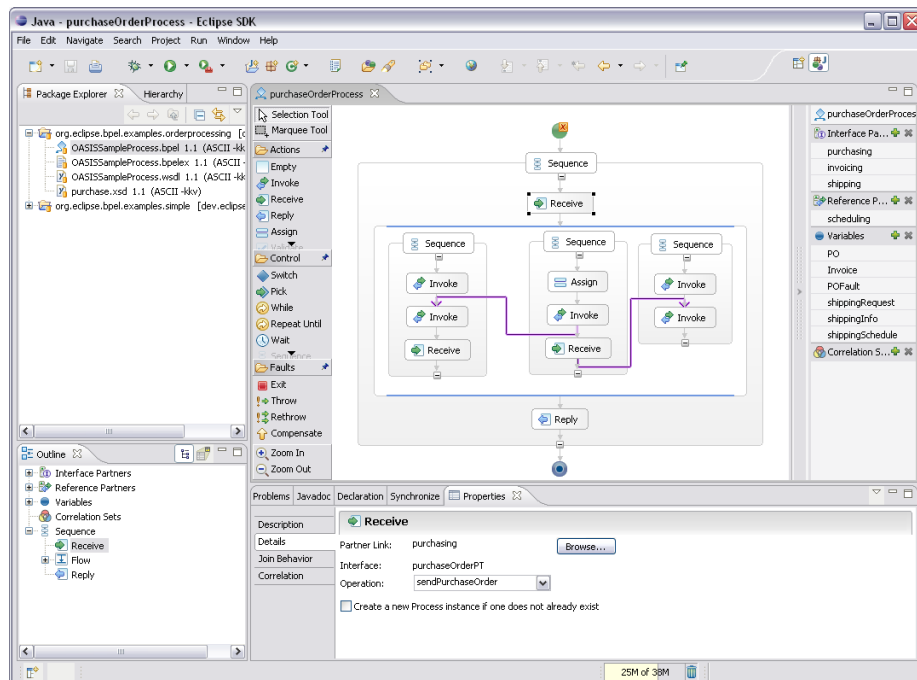 Java - purchaseOrderProcess - Eclipse SDK
File Edit Navigate Search Project Run Window Help
Package Explorer Hierarchy
org.eclipse.bpel.examples.orderprocessing [c
OASISSampleProcess.bpel 1.1 (ASCII -kk
OASISSampleProcess.bpelex 1.1 (ASCII -
OASISSampleProcess.wsdl 1.1 (ASCII -kk
purchase.xsd 1.1 (ASCII -kkv)
org.eclipse.bpel.examples.simple [dev.eclipse
purchaseOrderProcess
Selection Tool
Marquee Tool
Actions
Empty
Invoke
Receive
Reply
Assign
Validate
Control
Switch
Pick
While
Repeat Until
Wait
Sequence
Faults
Exit
Throw
Rethrow
Compensate
Zoom In
Zoom Out
Sequence
Receive
Sequence
Sequence
Sequence
Invoke
Assign
Invoke
Invoke
Invoke
Invoke
Receive
Receive
Reply
purchaseOrderProcess
Interface Pa...
purchasing
invoicing
shipping
Reference P...
scheduling
Variables
PO
Invoice
POFault
shippingRequest
shippingInfo
shippingSchedule
Correlation S...
Outline
Interface Partners
Reference Partners
Variables
Correlation Sets
Sequence
Receive
Flow
Reply
Problems Javadoc Declaration Synchronize Properties
Description
Details
Join Behavior
Correlation
Receive
Partner Link: purchasing Browse...
Interface: purchaseOrderPT
Operation: sendPurchaseOrder
Create a new Process instance if one does not already exist
25M of 38M